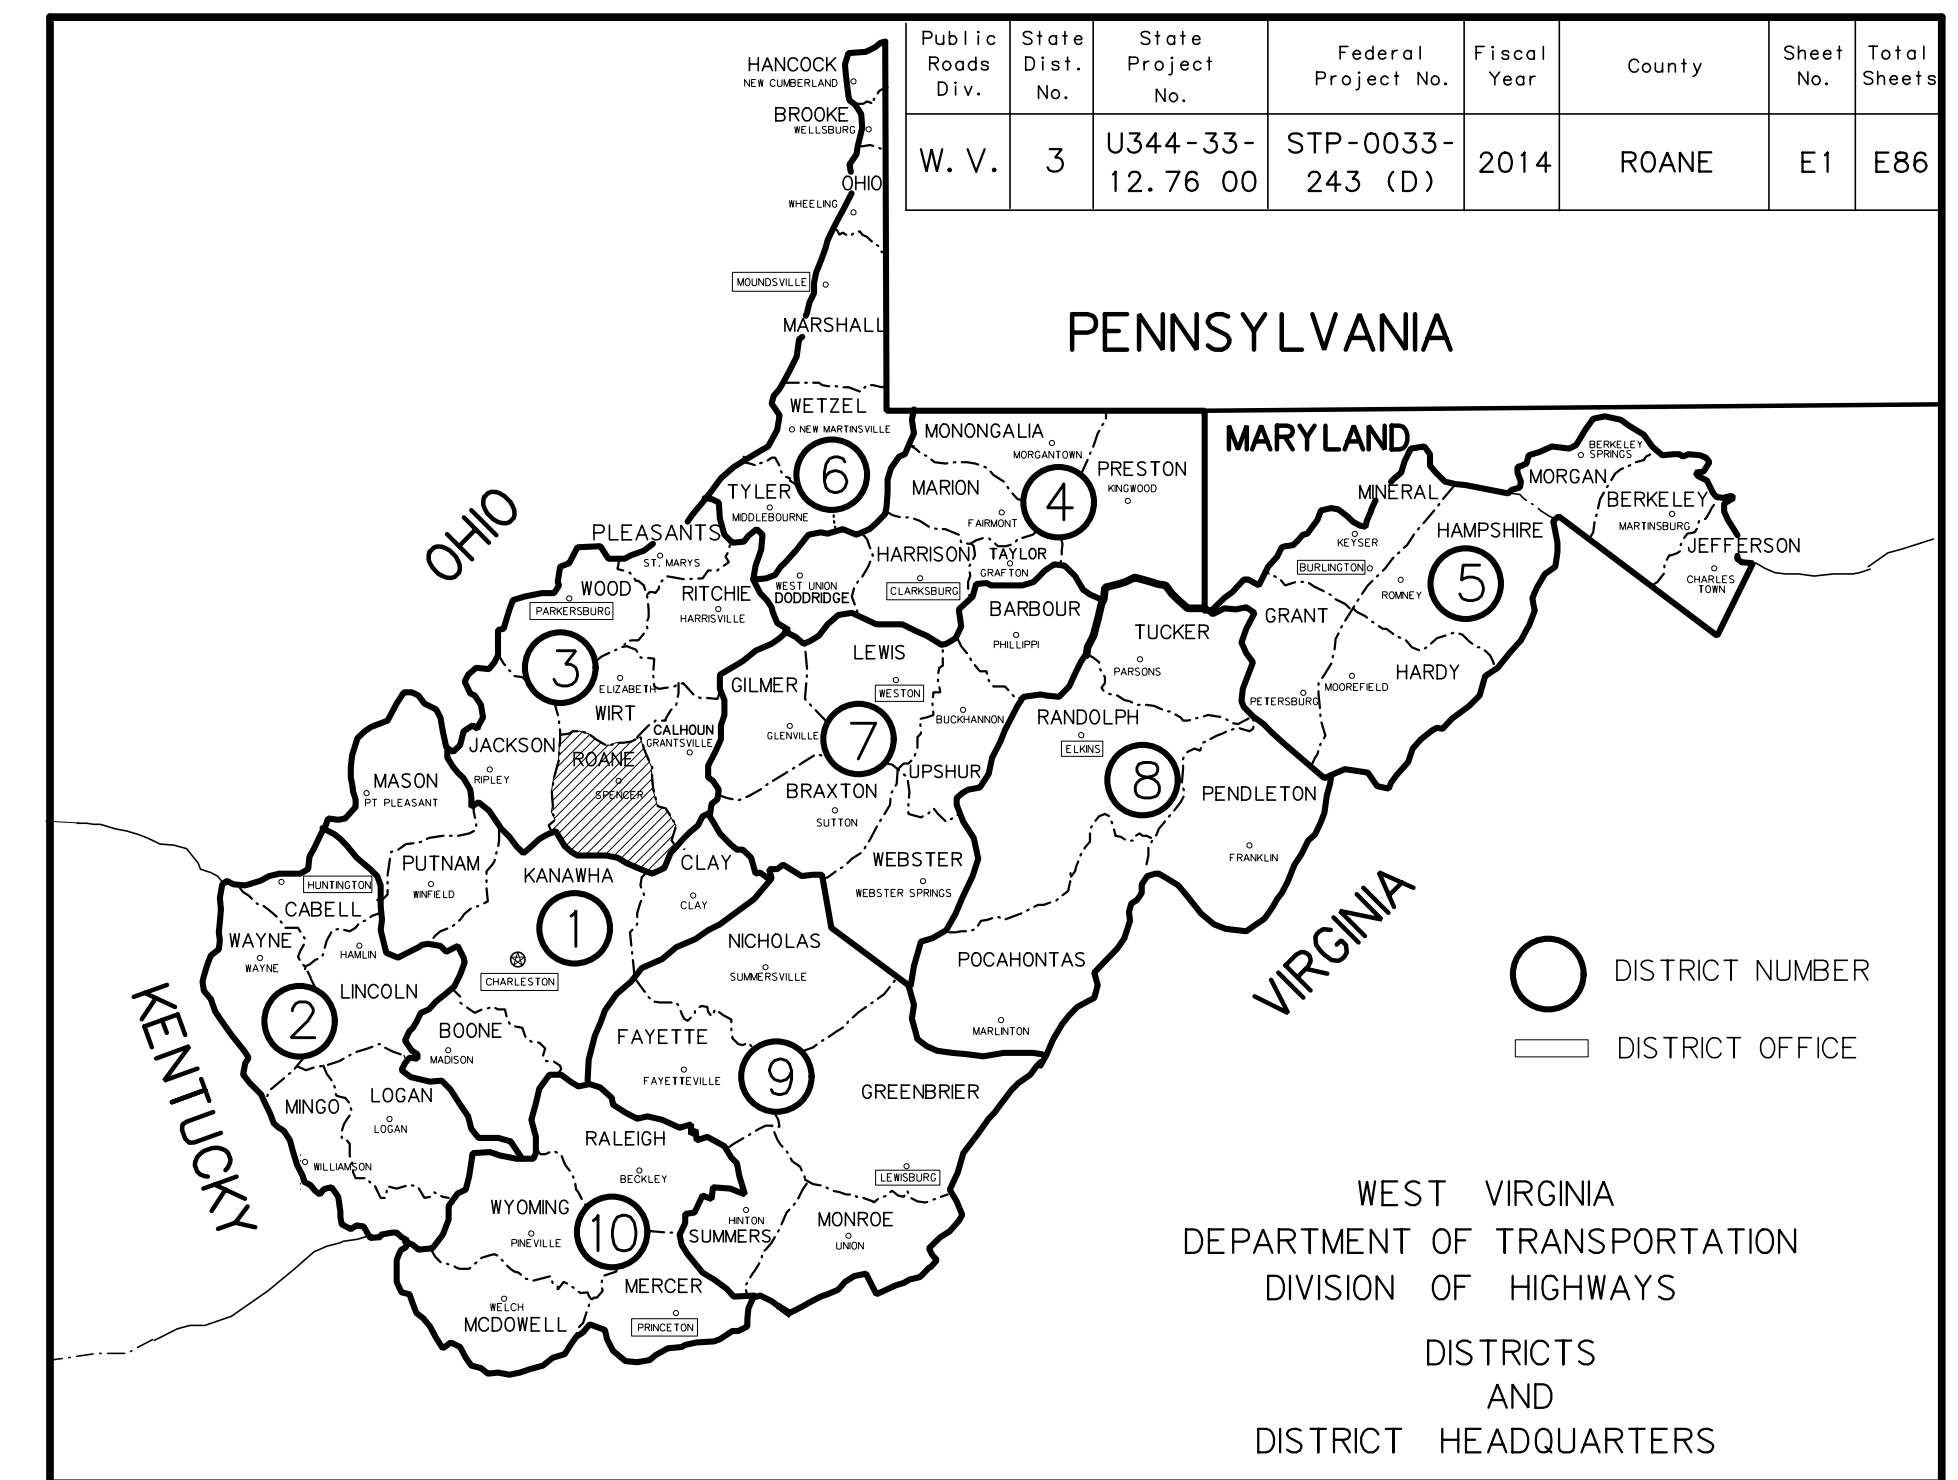 Public Roads Div.
State Dist. No.
State Project No.
Federal Project No.
Fiscal Year
County
Sheet No.
Total Sheets
W. V.
3
U344-33-12.76 00
STP-0033-243 (D)
2014
ROANE
E1
E86
HANCOCK
NEW CUMBERLAND
BROOKE
WELLSBURG
OHIO
WHEELING
MOUNDSVILLE
MARSHALL
PENNSYLVANIA
WETZEL
NEW MARTINSVILLE
6
TYLER
MIDDLEBOURNE
MONONGALIA
MORGANTOWN
PRESTON
KINGWOOD
MARION
FAIRMONT
4
MARYLAND
MORGAN
BERKELEY SPRINGS
BERKELEY
MARTINSBURG
JEFFERSON
CHARLES TOWN
MINERAL
KEYSER
BURLINGTON
HAMPSHIRE
ROMNEY
5
GRANT
PETERSBURG
HARDY
MOOREFIELD
OHIO
PLEASANTS
ST. MARYS
WOOD
PARKERSBURG
RITCHIE
HARRISVILLE
WEST UNION
DODDRIDGE
HARRISON
CLARKSBURG
TAYLOR
GRAFTON
BARBOUR
PHILLIPPI
TUCKER
PARSONS
3
ELIZABETH
WIRT
CALHOUN
GRANTSVILLE
GILMER
GLENVILLE
LEWIS
WESTON
7
BUCKHANNON
UPSHUR
RANDOLPH
ELKINS
8
PENDLETON
FRANKLIN
JACKSON
RIPLEY
ROANE
SPENCER
MASON
PT PLEASANT
BRAXTON
SUTTON
WEBSTER
WEBSTER SPRINGS
PUTNAM
WINFIELD
KANAWHA
1
CHARLESTON
CLAY
CLAY
HUNTINGTON
CABELL
WAYNE
WAYNE
HAMLIN
LINCOLN
2
NICHOLAS
SUMMERSVILLE
POCAHONTAS
MARLINTON
VIRGINIA
KENTUCKY
BOONE
MADISON
FAYETTE
FAYETTEVILLE
9
GREENBRIER
LEWISBURG
MINGO
WILLIAMSON
LOGAN
LOGAN
RALEIGH
BECKLEY
WYOMING
PINEVILLE
10
HINTON
SUMMERS
MONROE
UNION
MERCER
PRINCETON
WELCH
MCDOWELL
DISTRICT NUMBER
DISTRICT OFFICE
WEST VIRGINIA
DEPARTMENT OF TRANSPORTATION
DIVISION OF HIGHWAYS
DISTRICTS
AND
DISTRICT HEADQUARTERS